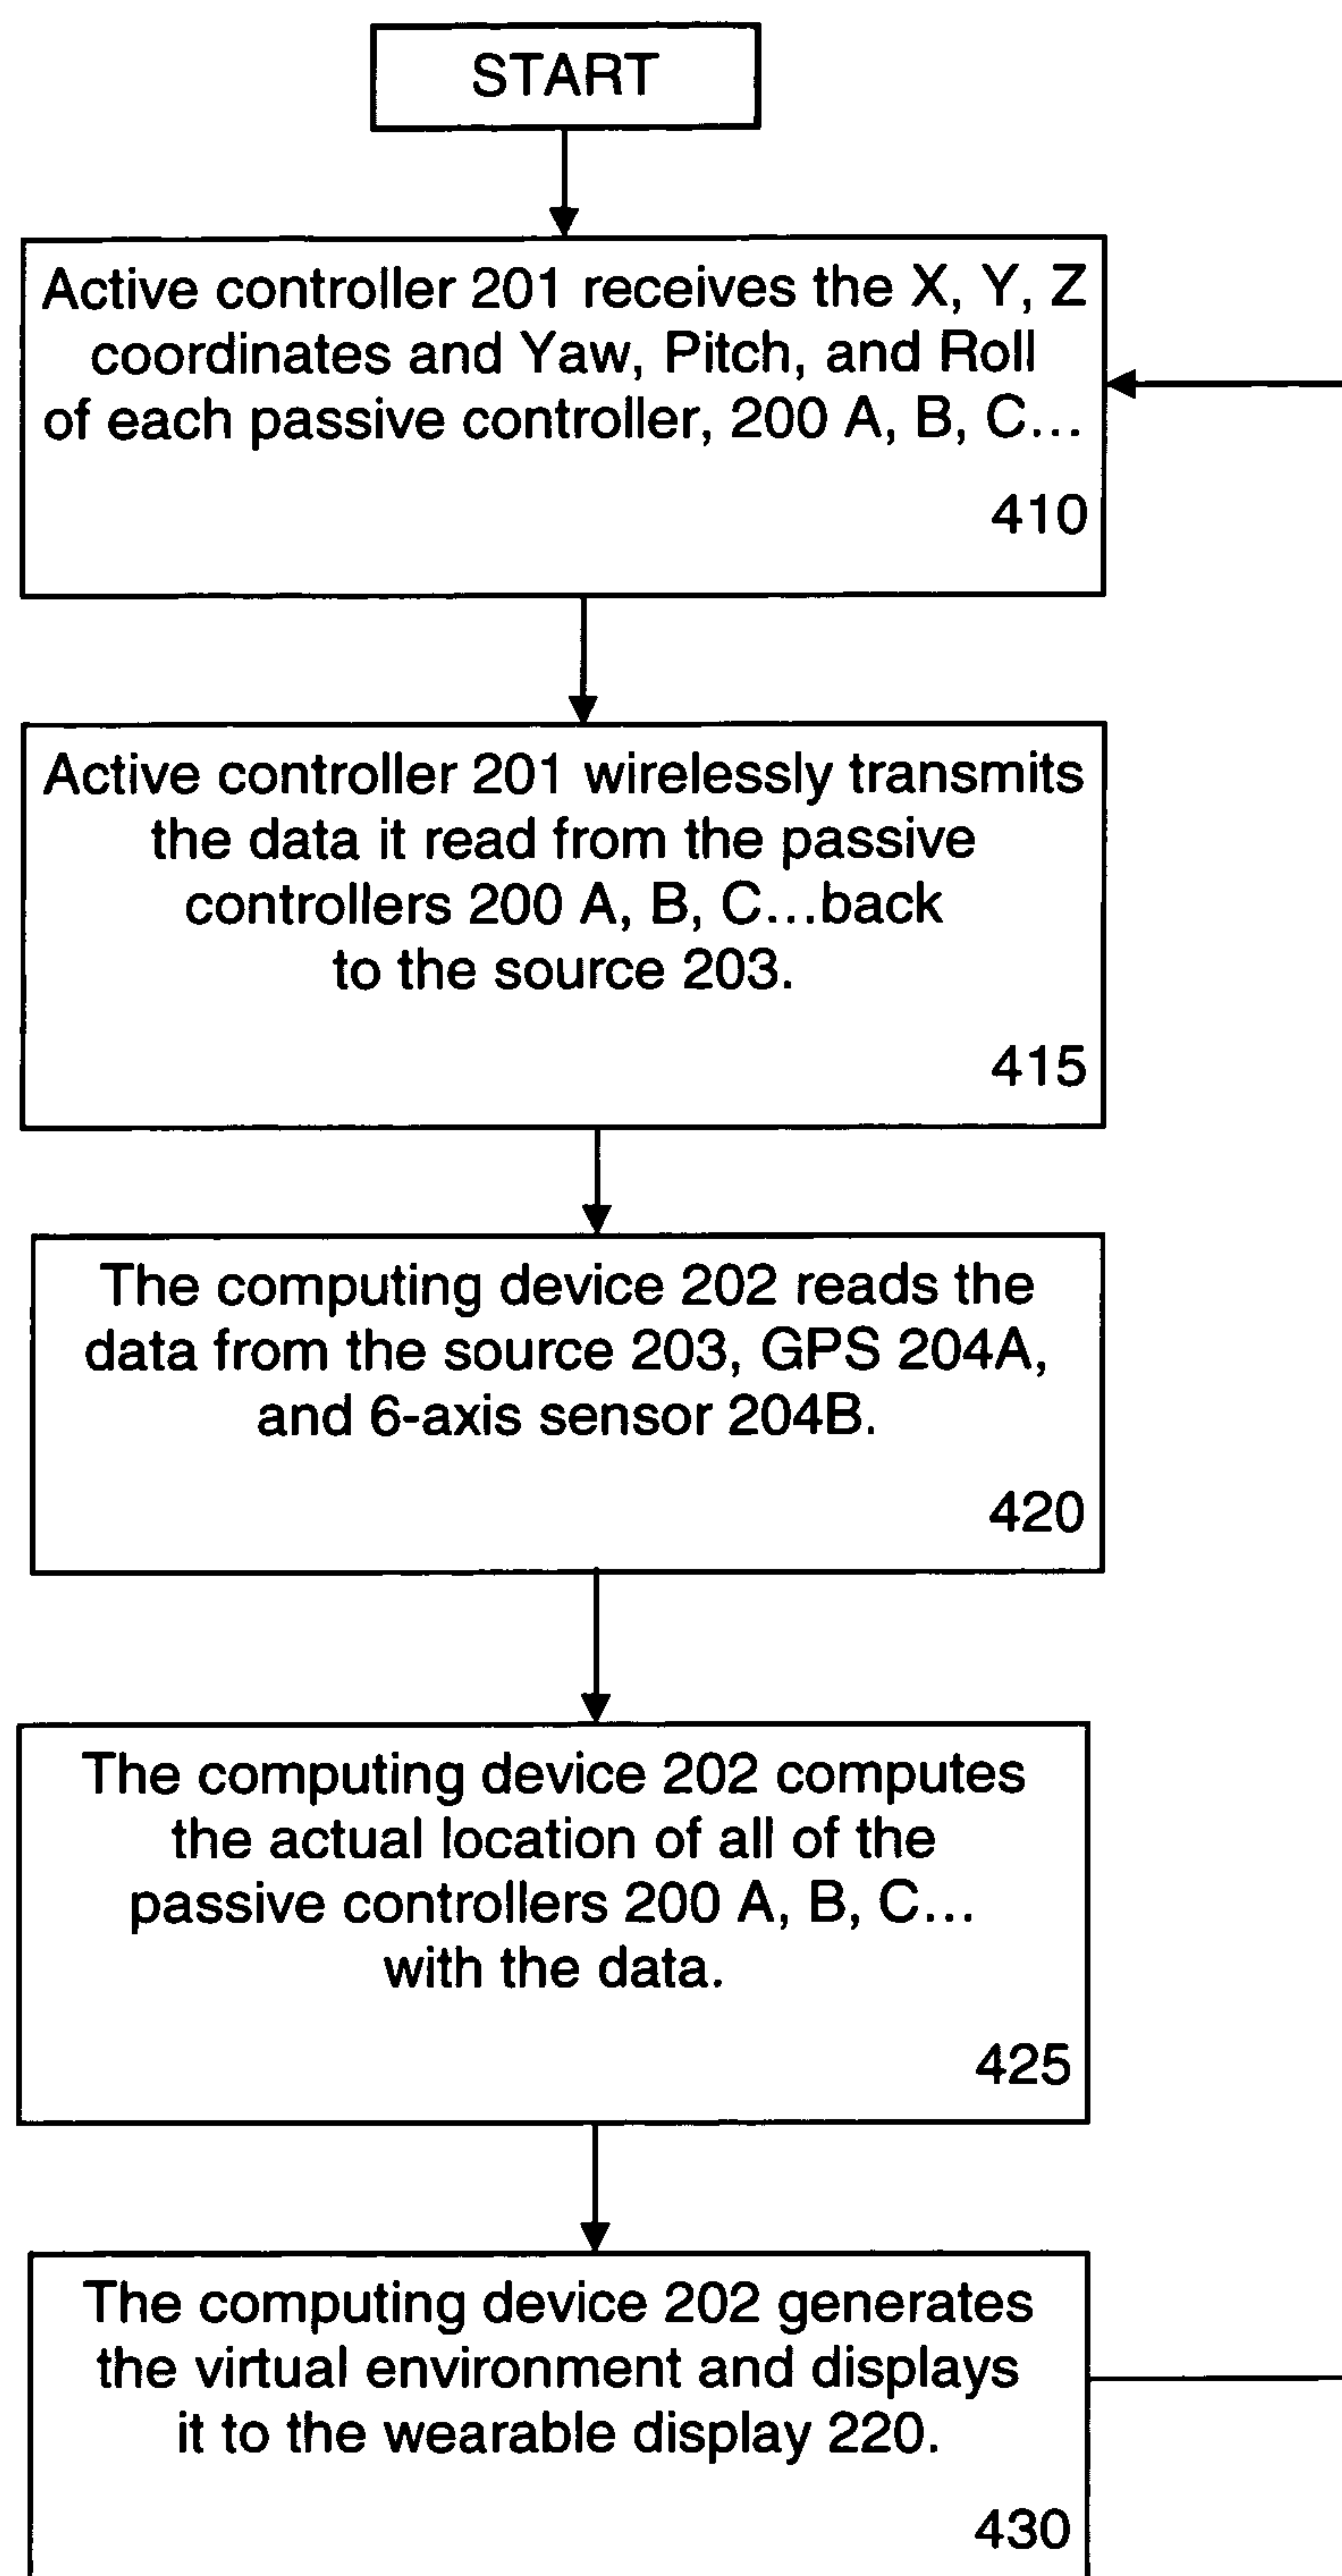 START
Active controller 201 receives the X, Y, Z
coordinates and Yaw, Pitch, and Roll
of each passive controller, 200 A, B, C...
410
Active controller 201 wirelessly transmits
the data it read from the passive
controllers 200 A, B, C...back
to the source 203.
415
The computing device 202 reads the
data from the source 203, GPS 204A,
and 6-axis sensor 204B.
420
The computing device 202 computes
the actual location of all of the
passive controllers 200 A, B, C...
with the data.
425
The computing device 202 generates
the virtual environment and displays
it to the wearable display 220.
430